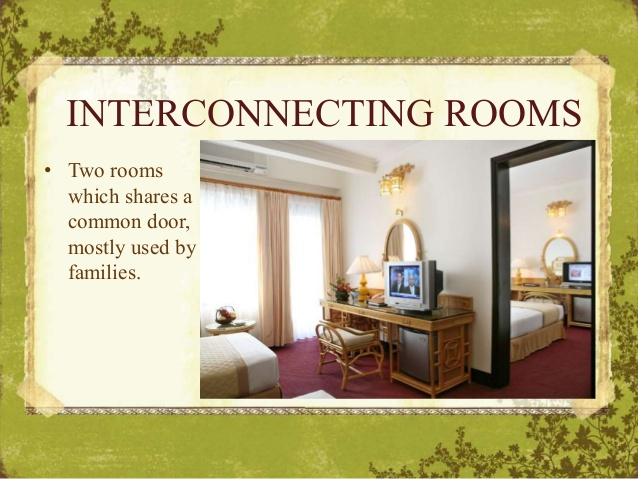 INTERCONNECTING ROOMS
• Two rooms
which shares a
common door,
mostly used by
families.